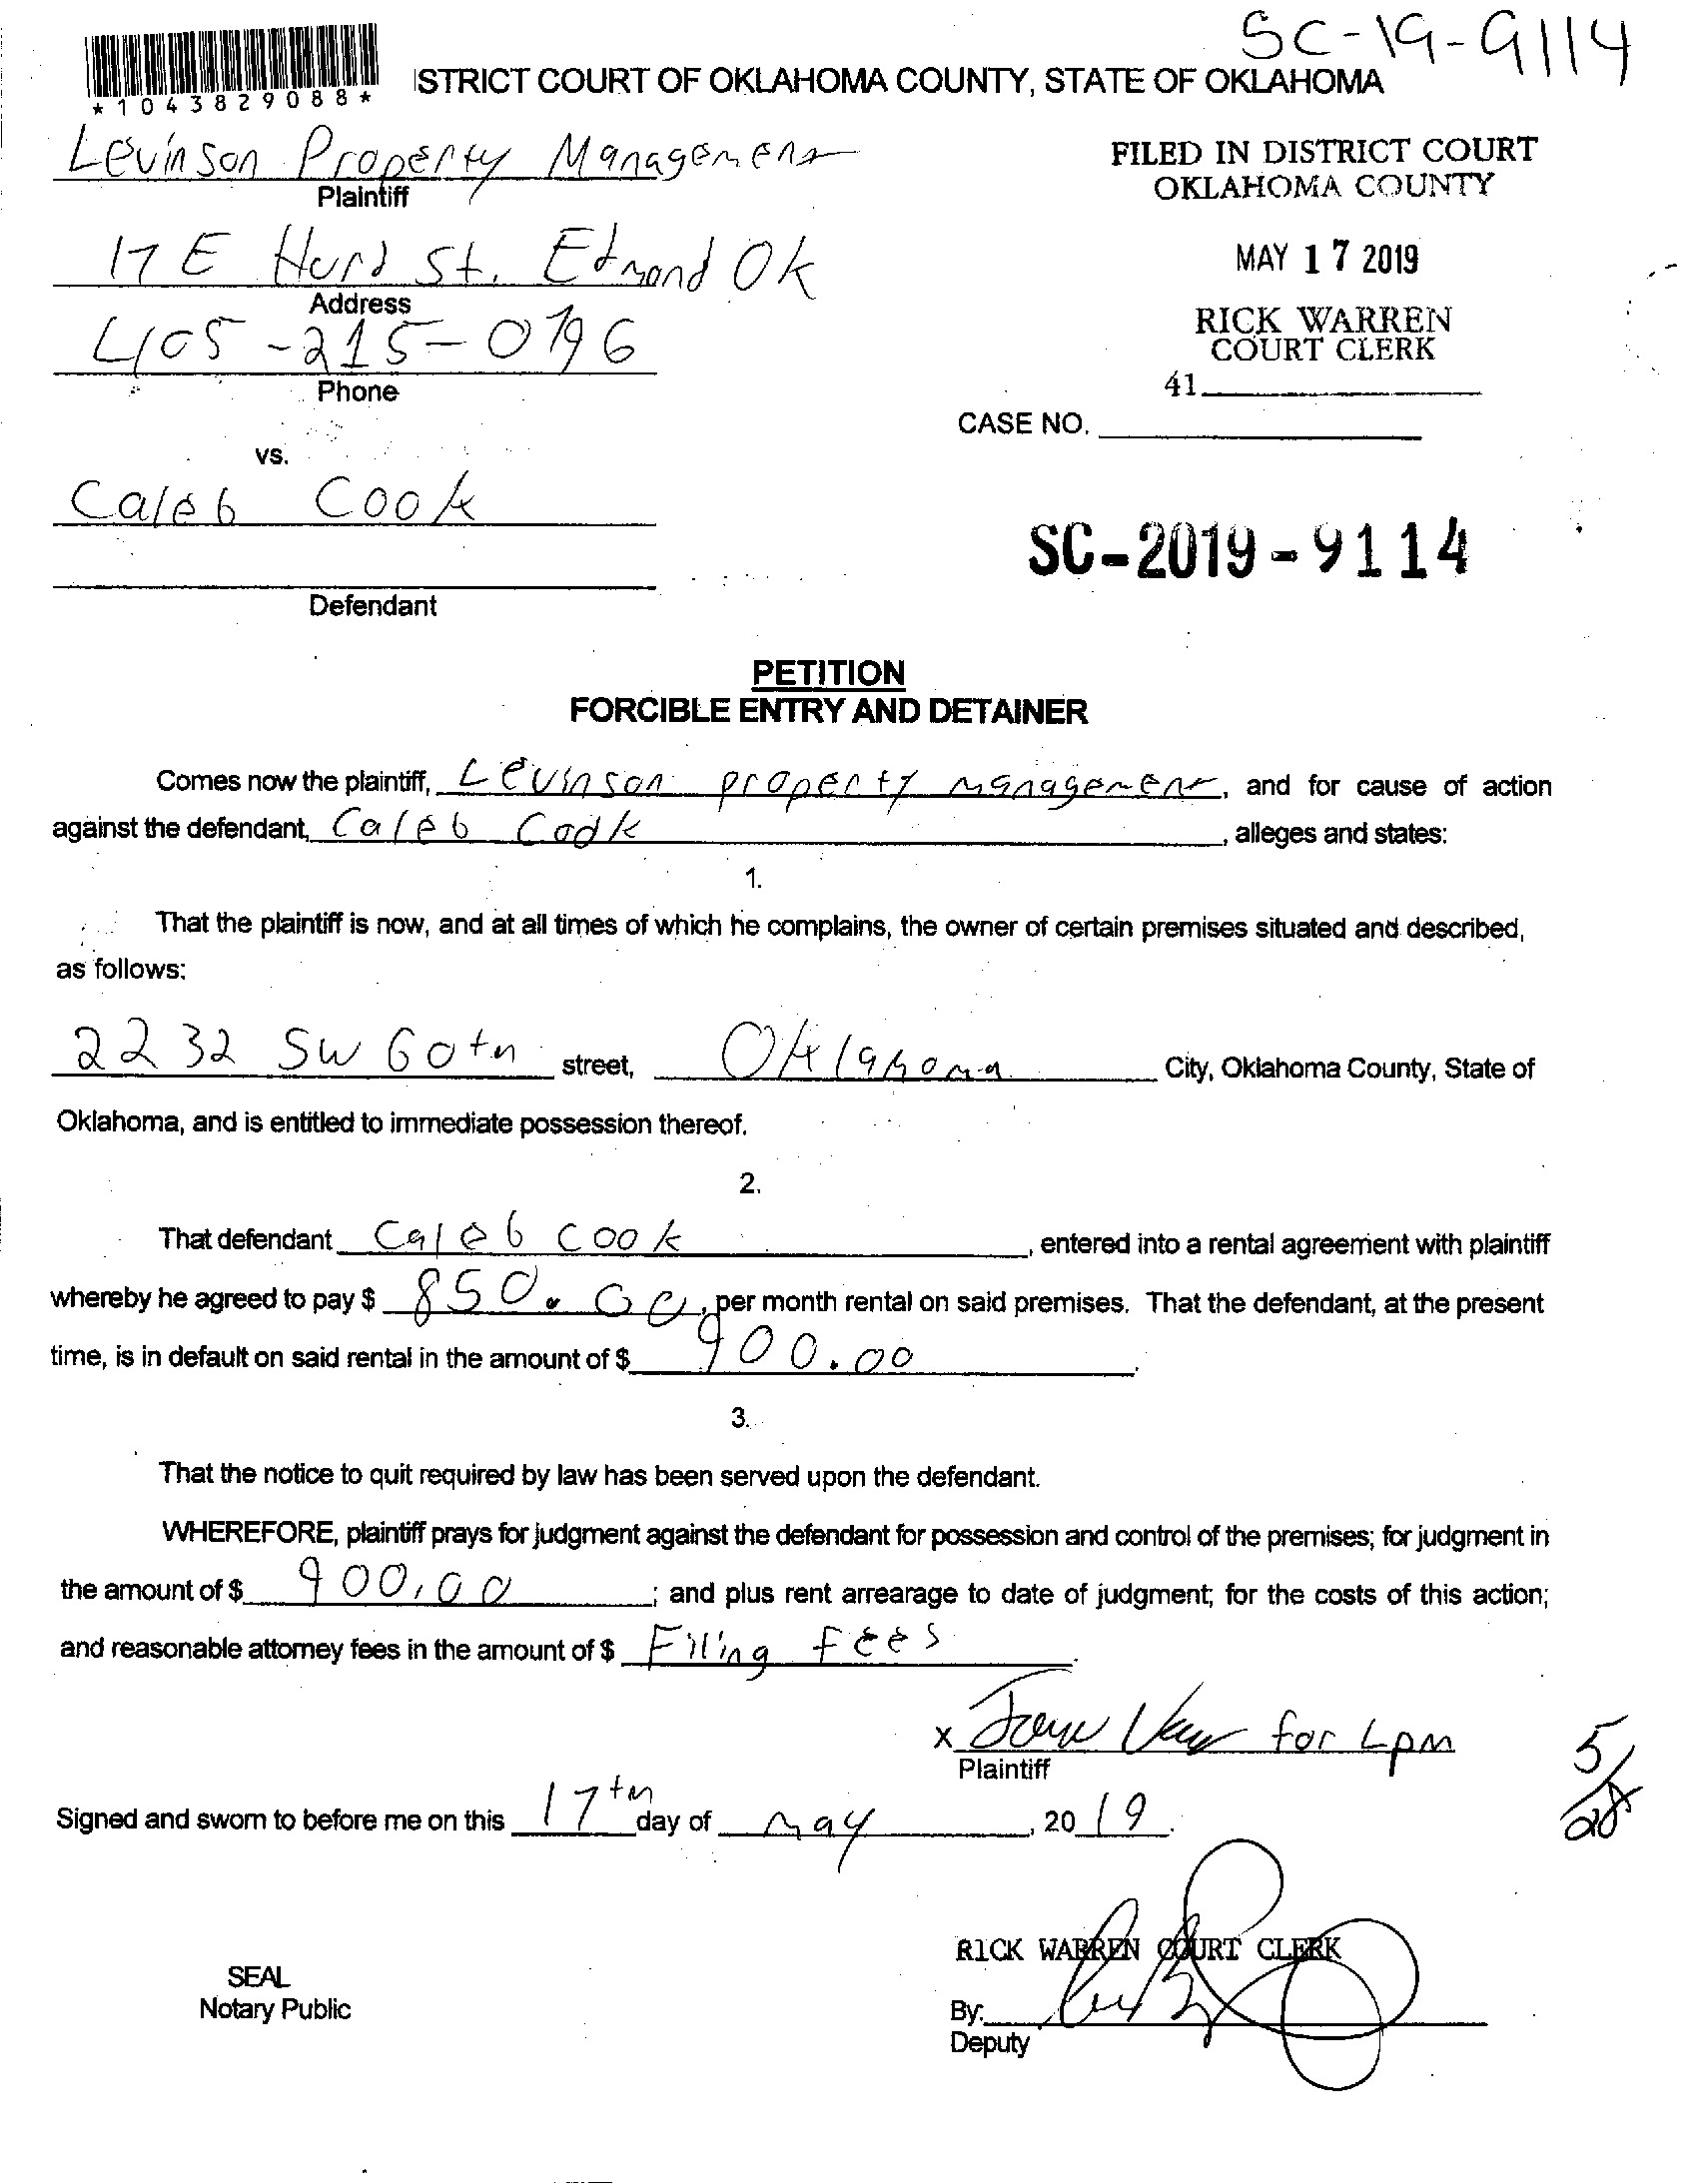 SC-19-9114
*1043829088*
ISTRICT COURT OF OKLAHOMA COUNTY, STATE OF OKLAHOMA
Levinson Property Management
Plaintiff
FILED IN DISTRICT COURT
OKLAHOMA COUNTY
17 E Hurd St. Edmond OK
Address
MAY 17 2019
405-215-0796
Phone
RICK WARREN
COURT CLERK
41
CASE NO.
vs.
Caleb Cook
SC-2019-9114
Defendant
PETITION
FORCIBLE ENTRY AND DETAINER
Comes now the plaintiff, Levinson property management, and for cause of action
against the defendant, Caleb Cook, alleges and states:
1.
That the plaintiff is now, and at all times of which he complains, the owner of certain premises situated and described,
as follows:
2232 SW 60th street, Oklahoma City, Oklahoma County, State of
Oklahoma, and is entitled to immediate possession thereof.
2.
That defendant Caleb Cook, entered into a rental agreement with plaintiff
whereby he agreed to pay $ 850.00, per month rental on said premises. That the defendant, at the present
time, is in default on said rental in the amount of $ 900.00.
3.
That the notice to quit required by law has been served upon the defendant.
WHEREFORE, plaintiff prays for judgment against the defendant for possession and control of the premises; for judgment in
the amount of $ 900.00; and plus rent arrearage to date of judgment; for the costs of this action;
and reasonable attorney fees in the amount of $ Filing fees.
x for LPM
Plaintiff
5/28
Signed and sworn to before me on this 17th day of may, 2019.
RICK WARREN COURT CLERK
SEAL
Notary Public
By:
Deputy